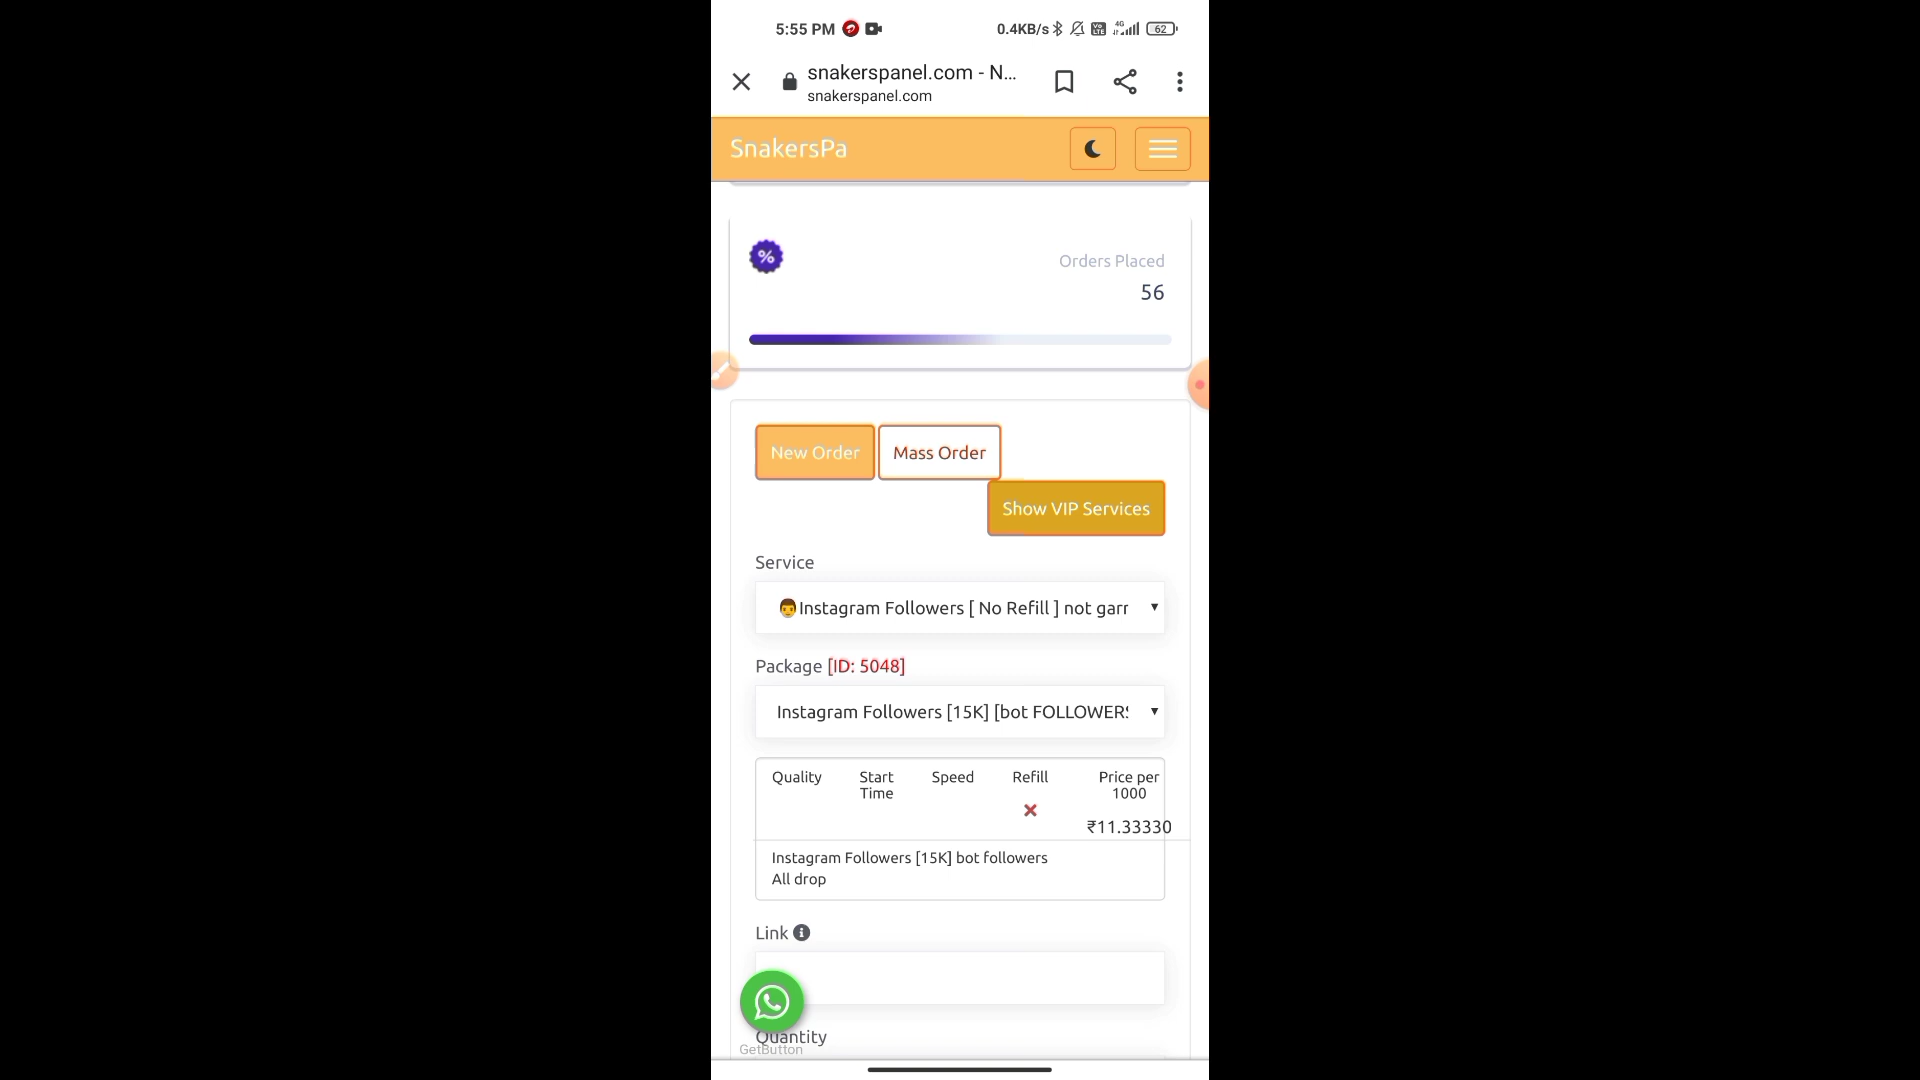 5:55 PM
0.4KB/s
4G
62
snakerspanel.com - N...
snakerspanel.com
SnakersPa
%
Orders Placed
56
New Order
Mass Order
Show VIP Services
Service
Instagram Followers [ No Refill ] not garr
Package [ID: 5048]
Instagram Followers [15K] [bot FOLLOWERS
Quality Start Time Speed Refill Price per 1000
₹11.33330
Instagram Followers [15K] bot followers
All drop
Link
Quantity
GetButton